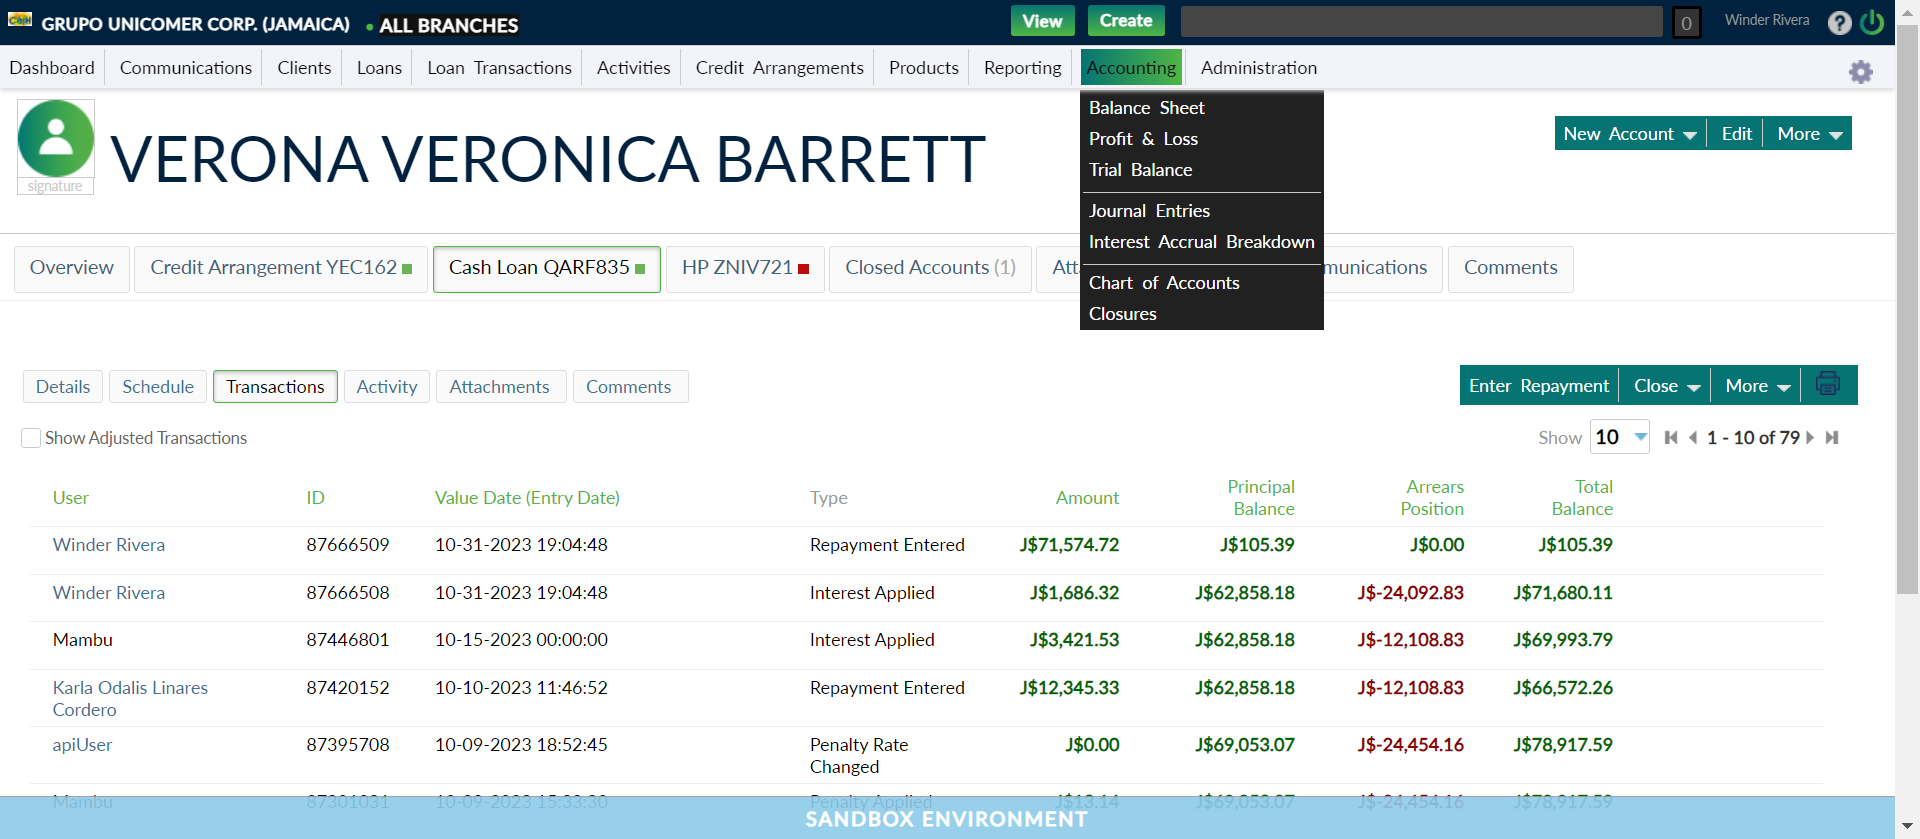 GRUPO UNICOMER CORP. (JAMAICA) • ALL BRANCHES View Create 0 Winder Rivera ?
Dashboard Communications Clients Loans Loan Transactions Activities Credit Arrangements Products Reporting Accounting Administration
Balance Sheet
Profit & Loss
Trial Balance
Journal Entries
Interest Accrual Breakdown
Chart of Accounts
Closures
VERONA VERONICA BARRETT
signature
New Account Edit More
Overview Credit Arrangement YEC162 Cash Loan QARF835 HP ZNIV721 Closed Accounts (1) Att munications Comments
Details Schedule Transactions Activity Attachments Comments
Enter Repayment Close More
Show Adjusted Transactions
Show 10 1 - 10 of 79
User ID Value Date (Entry Date) Type Amount Principal Balance Arrears Position Total Balance
Winder Rivera 87666509 10-31-2023 19:04:48 Repayment Entered J$71,574.72 J$105.39 J$0.00 J$105.39
Winder Rivera 87666508 10-31-2023 19:04:48 Interest Applied J$1,686.32 J$62,858.18 J$-24,092.83 J$71,680.11
Mambu 87446801 10-15-2023 00:00:00 Interest Applied J$3,421.53 J$62,858.18 J$-12,108.83 J$69,993.79
Karla Odalis Linares Cordero 87420152 10-10-2023 11:46:52 Repayment Entered J$12,345.33 J$62,858.18 J$-12,108.83 J$66,572.26
apiUser 87395708 10-09-2023 18:52:45 Penalty Rate Changed J$0.00 J$69,053.07 J$-24,454.16 J$78,917.59
Mambu 87301031 10-09-2023 15:33:30 Penalty Applied J$13.14 J$69,053.07 J$-24,454.16 J$78,917.59
SANDBOX ENVIRONMENT